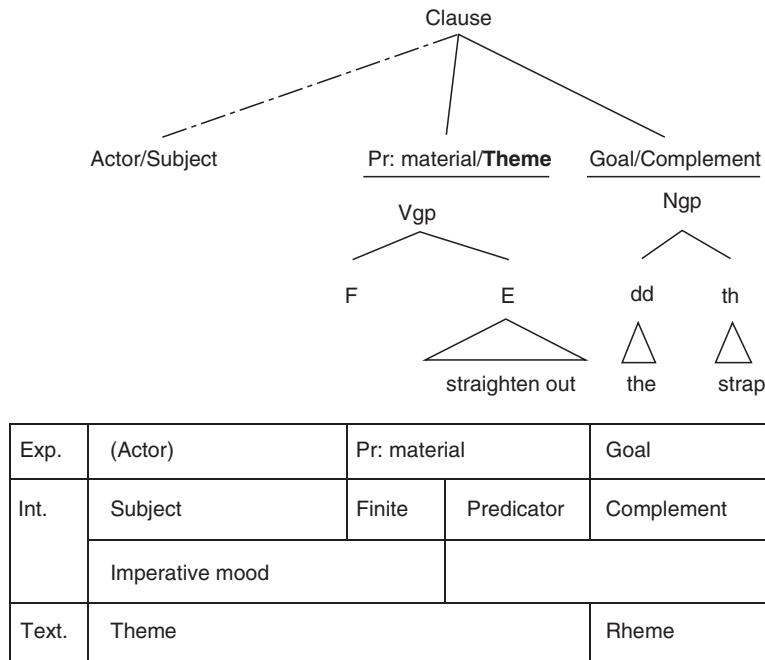 Clause
Actor/Subject Pr: material/Theme Goal/Complement
Vgp Ngp
F E dd th
straighten out the strap
Exp. (Actor) Pr: material Goal
Int. Subject Finite Predicator Complement
Imperative mood
Text. Theme Rheme